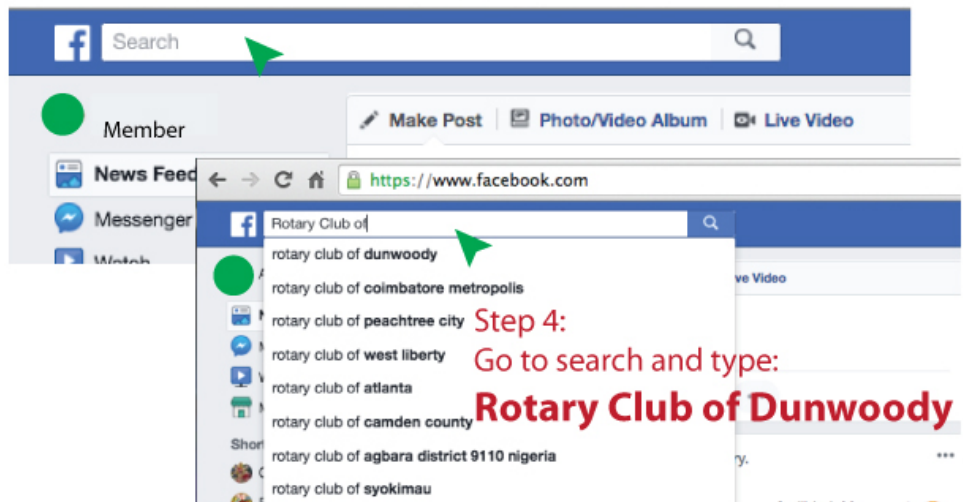 f Search
Member
Make Post Photo/Video Album Live Video
News Feed
Messenger
Watch
https://www.facebook.com
f Rotary Club of
rotary club of dunwoody
ve Video
rotary club of coimbatore metropolis
rotary club of peachtree city
rotary club of west liberty
rotary club of atlanta
rotary club of camden county
Shor
rotary club of agbara district 9110 nigeria
ry.
rotary club of syokimau
Step 4:
Go to search and type:
Rotary Club of Dunwoody